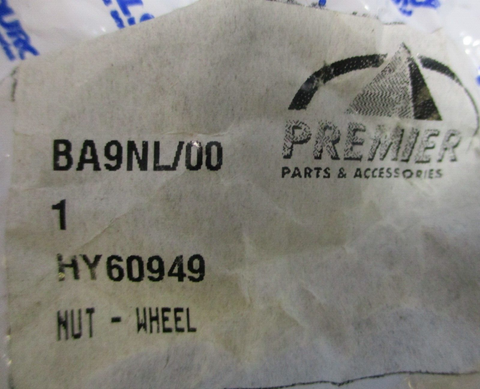 PREMIER
PARTS & ACCESSORIES
BA9NL/00
1
HY60949
NUT - WHEEL